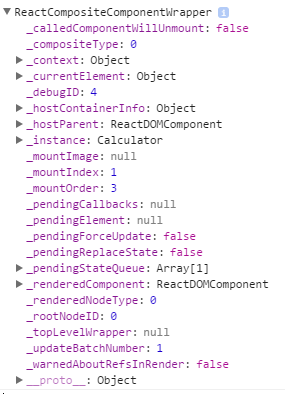 ▼ReactCompositeComponentWrapper i
_calledComponentWillUnmount: false
_compositeType: 0
▶_context: Object
▶_currentElement: Object
_debugID: 4
▶_hostContainerInfo: Object
▶_hostParent: ReactDOMComponent
▶_instance: Calculator
_mountImage: null
_mountIndex: 1
_mountOrder: 3
_pendingCallbacks: null
_pendingElement: null
_pendingForceUpdate: false
_pendingReplaceState: false
▶_pendingStateQueue: Array[1]
▶_renderedComponent: ReactDOMComponent
_renderedNodeType: 0
_rootNodeID: 0
_topLevelWrapper: null
_updateBatchNumber: 1
_warnedAboutRefsInRender: false
▶__proto__: Object